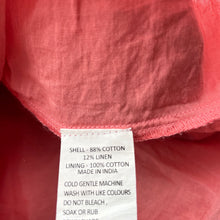 SHELL - 88% COTTON
12% LINEN
LINING - 100% COTTON
MADE IN INDIA
COLD GENTLE MACHINE
WASH WITH LIKE COLOURS
DO NOT BLEACH ,
SOAK OR RUB